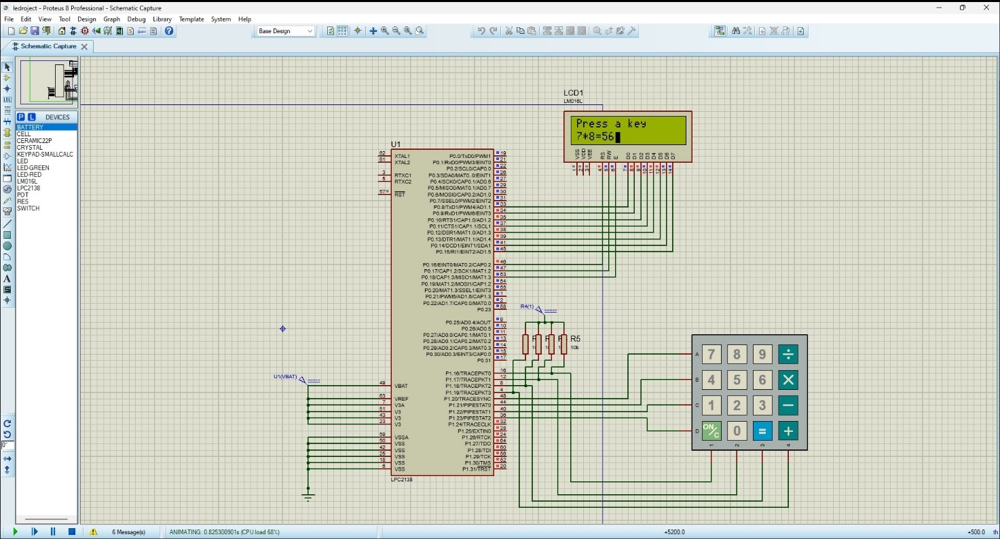 ledroject - Proteus 8 Professional - Schematic Capture
File Edit View Tool Design Graph Debug Library Template System Help
Base Design
Schematic Capture
P L DEVICES
BATTERY
CELL
CERAMIC22P
CRYSTAL
KEYPAD-SMALLCALC
LED
LED-GREEN
LED-RED
LM016L
LPC2138
POT
RES
SWITCH
LCD1
LM016L
Press a key
7*8=56
VSS VDD VEE RS RW E D0 D1 D2 D3 D4 D5 D6 D7
1 2 3 4 5 6 7 8 9 10 11 12 13 14
U1
62 XTAL1
61 XTAL2
3 RTXC1
5 RTXC2
57 RST
P0.0/TxD0/PWM1 19
P0.1/RxD0/PWM3/EINT0 21
P0.2/SCL0/CAP0.0 22
P0.3/SDA0/MAT0..0/EINT1 26
P0.4/SCK0/CAP0.1/AD0.6 27
P0.5/MISO0/MAT0.1/AD0.7 29
P0.6/MOSI0/CAP0.2/AD1.0 30
P0.7/SSEL0/PWM2/EINT2 31
P0.8/TxD1/PWM4/AD1.1 33
P0.9/RxD1/PWM6/EINT3 34
P0.10/RTS1/CAP1.0/AD1.2 35
P0.11/CTS1/CAP1.1/SCL1 37
P0.12/DSR1/MAT1.0/AD1.3 38
P0.13/DTR1/MAT1.1/AD1.4 39
P0.14/DCD1/EINT1/SDA1 41
P0.15/RI1/EINT2/AD1.5 45
P0.16/EINT0/MAT0.2/CAP0.2 46
P0.17/CAP1.2/SCK1/MAT1.2 47
P0.18/CAP1.3/MISO1/MAT1.3 53
P0.19/MAT1.2/MOSI1/CAP1.2 54
P0.20/MAT1.3/SSEL1/EINT3 55
P0.21/PWM5/AD1.6/CAP1.3 1
P0.22/AD1.7/CAP0.0/MAT0.0 2
P0.23 58
P0.25/AD0.4/AOUT 9
P0.26/AD0.5 10
P0.27/AD0.0/CAP0.1/MAT0.1 11
P0.28/AD0.1/CAP0.2/MAT0.2 13
P0.29/AD0.2/CAP0.3/MAT0.3 14
P0.30/AD0.3/EINT3/CAP0.0 15
P0.31 17
P1.16/TRACEPKT0 16
P1.17/TRACEPKT1 12
P1.18/TRACEPKT2 8
P1.19/TRACEPKT3 4
P1.20/TRACESYNC 48
P1.21/PIPESTAT0 44
P1.22/PIPESTAT1 40
P1.23/PIPESTAT2 36
P1.24/TRACECLK 32
P1.25/EXTIN0 28
P1.26/RTCK 24
P1.27/TDO 64
P1.28/TDI 60
P1.29/TCK 56
P1.30/TMS 52
P1.31/TRST 20
U1(VBAT)
49 VBAT
63 VREF
7 V3A
51 V3
43 V3
23 V3
59 VSSA
50 VSS
42 VSS
25 VSS
18 VSS
6 VSS
LPC2138
R4(1)
R5
10k
A 7 8 9 ÷
B 4 5 6 ×
C 1 2 3 −
D ON/C 0 = +
1 2 3 4
0°
6 Message(s)
ANIMATING: 0.825300901s (CPU load 68%)
+5200.0
+500.0 th